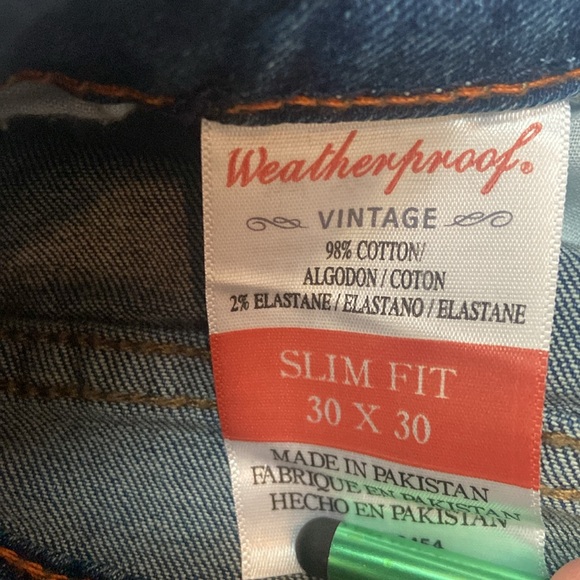 Weatherproof®
VINTAGE
98% COTTON/
ALGODON / COTON
2% ELASTANE / ELASTANO / ELASTANE
SLIM FIT
30 X 30
MADE IN PAKISTAN
FABRIQUE EN PAKISTAN
HECHO EN PAKISTAN